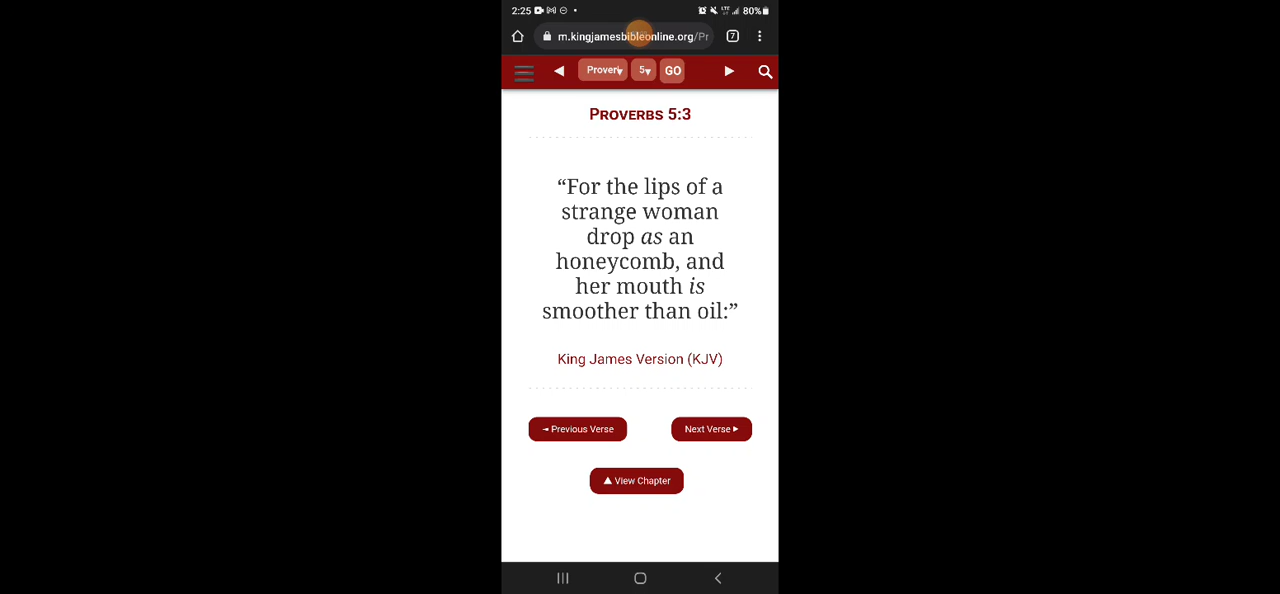 2:25 80%
m.kingjamesbibleonline.org/Pr 7
Prover 5 GO
PROVERBS 5:3
“For the lips of a
strange woman
drop as an
honeycomb, and
her mouth is
smoother than oil:”
King James Version (KJV)
Previous Verse Next Verse
View Chapter